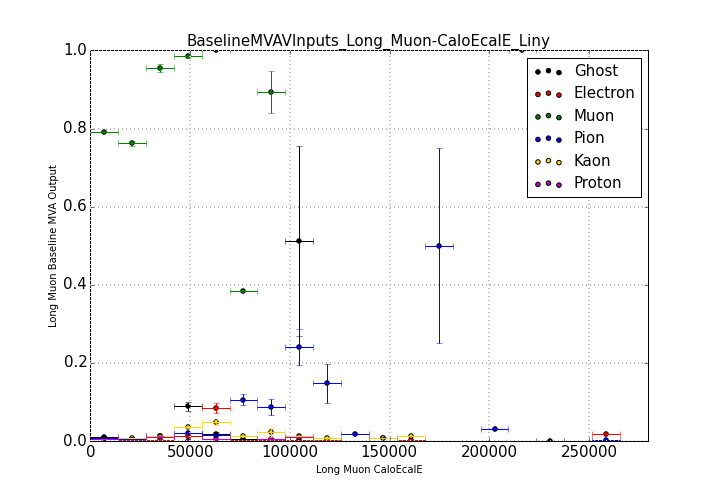 BaselineMVAVInputs_Long_Muon-CaloEcalE_Liny
1.0
0.8
0.6
0.4
0.2
0.0
Long Muon Baseline MVA Output
Ghost
Electron
Muon
Pion
Kaon
Proton
0 50000 100000 150000 200000 250000
Long Muon CaloEcalE